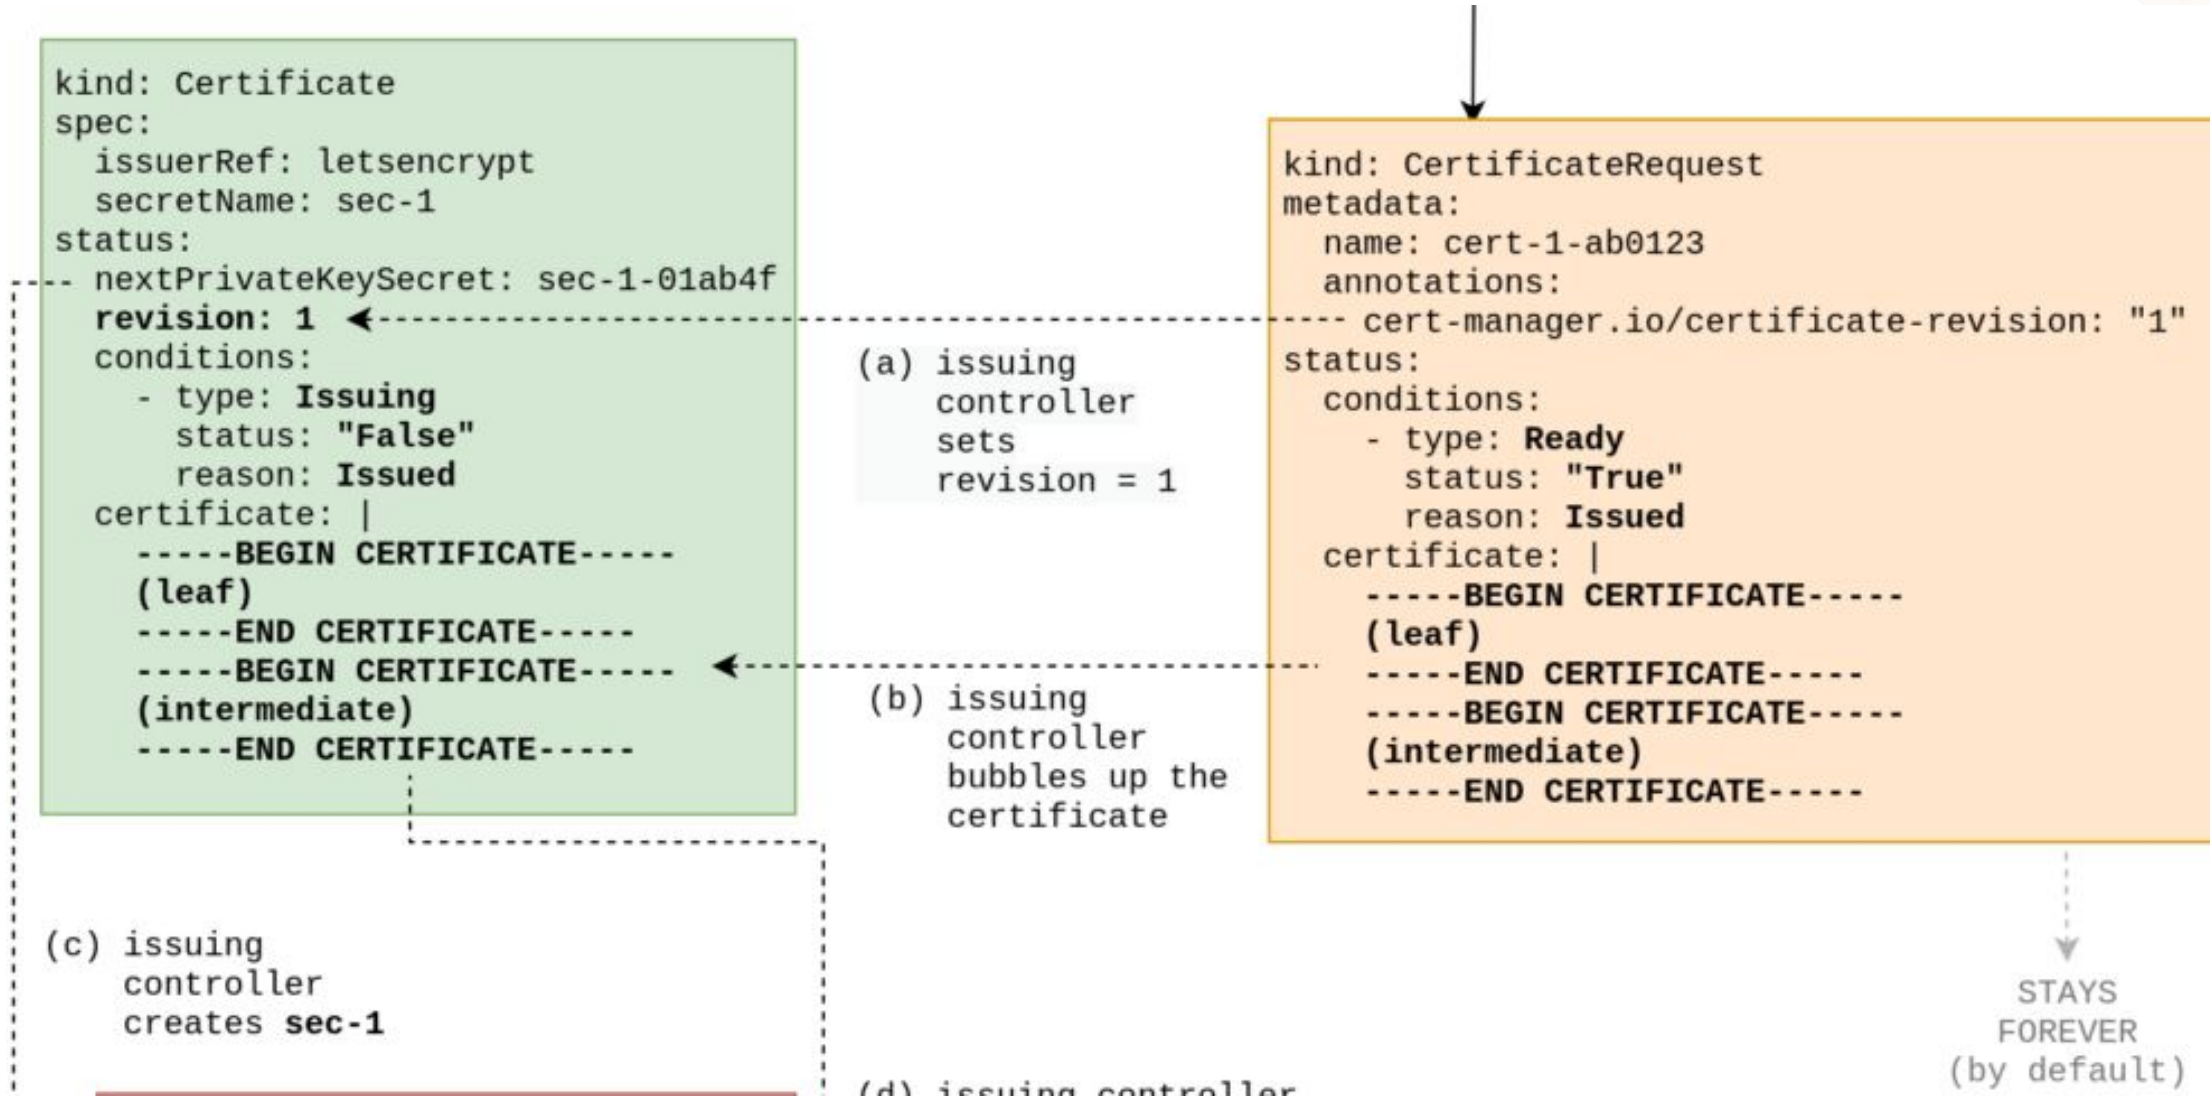 kind: Certificate
spec:
  issuerRef: letsencrypt
  secretName: sec-1
status:
  nextPrivateKeySecret: sec-1-01ab4f
  revision: 1
  conditions:
    - type: Issuing
      status: "False"
      reason: Issued
  certificate: |
    -----BEGIN CERTIFICATE-----
    (leaf)
    -----END CERTIFICATE-----
    -----BEGIN CERTIFICATE-----
    (intermediate)
    -----END CERTIFICATE-----
(a) issuing
controller
sets
revision = 1
(b) issuing
controller
bubbles up the
certificate
kind: CertificateRequest
metadata:
  name: cert-1-ab0123
  annotations:
    cert-manager.io/certificate-revision: "1"
status:
  conditions:
    - type: Ready
      status: "True"
      reason: Issued
  certificate: |
    -----BEGIN CERTIFICATE-----
    (leaf)
    -----END CERTIFICATE-----
    -----BEGIN CERTIFICATE-----
    (intermediate)
    -----END CERTIFICATE-----
(c) issuing
controller
creates sec-1
(d) issuing controller
STAYS
FOREVER
(by default)